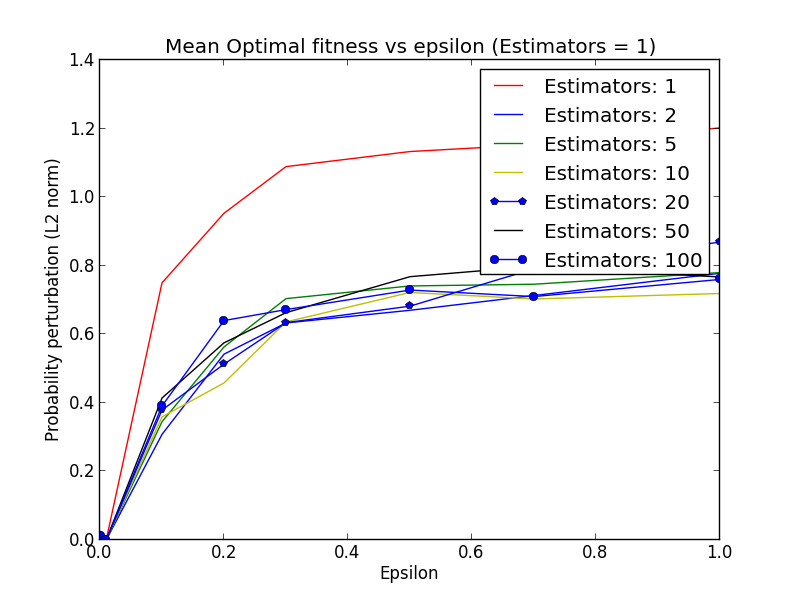 Mean Optimal fitness vs epsilon (Estimators = 1)
1.4
1.2
1.0
0.8
0.6
0.4
0.2
0.0
Probability perturbation (L2 norm)
Estimators: 1
Estimators: 2
Estimators: 5
Estimators: 10
Estimators: 20
Estimators: 50
Estimators: 100
0.0 0.2 0.4 0.6 0.8 1.0
Epsilon